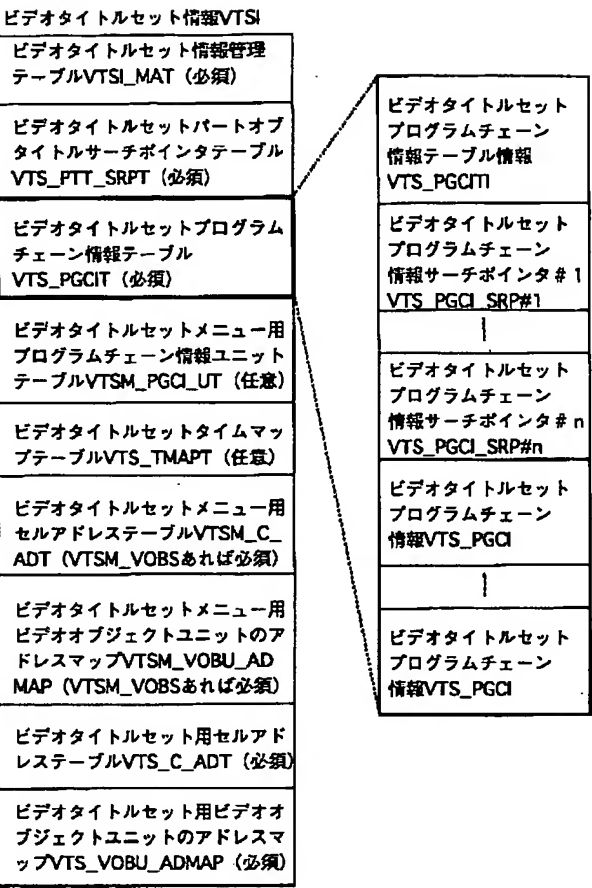 ビデオタイトルセット情報VTSI
ビデオタイトルセット情報管理
テーブルVTSI_MAT（必須）
ビデオタイトルセットパートオブ
タイトルサーチポインタテーブル
VTS_PTT_SRPT（必須）
ビデオタイトルセットプログラム
チェーン情報テーブル
VTS_PGCIT（必須）
ビデオタイトルセットメニュー用
プログラムチェーン情報ユニット
テーブルVTSM_PGCI_UT（任意）
ビデオタイトルセットタイムマッ
プテーブルVTS_TMAPT（任意）
ビデオタイトルセットメニュー用
セルアドレステーブルVTSM_C_
ADT（VTSM_VOBSあれば必須）
ビデオタイトルセットメニュー用
ビデオオブジェクトユニットのア
ドレスマップVTSM_VOBU_AD
MAP（VTSM_VOBSあれば必須）
ビデオタイトルセット用セルアド
レステーブルVTS_C_ADT（必須）
ビデオタイトルセット用ビデオオ
ブジェクトユニットのアドレスマ
ップVTS_VOBU_ADMAP（必須）
ビデオタイトルセット
プログラムチェーン
情報テーブル情報
VTS_PGCITI
ビデオタイトルセット
プログラムチェーン
情報サーチポインタ＃1
VTS_PGCI_SRP#1
ビデオタイトルセット
プログラムチェーン
情報サーチポインタ＃n
VTS_PGCI_SRP#n
ビデオタイトルセット
プログラムチェーン
情報VTS_PGCI
ビデオタイトルセット
プログラムチェーン
情報VTS_PGCI